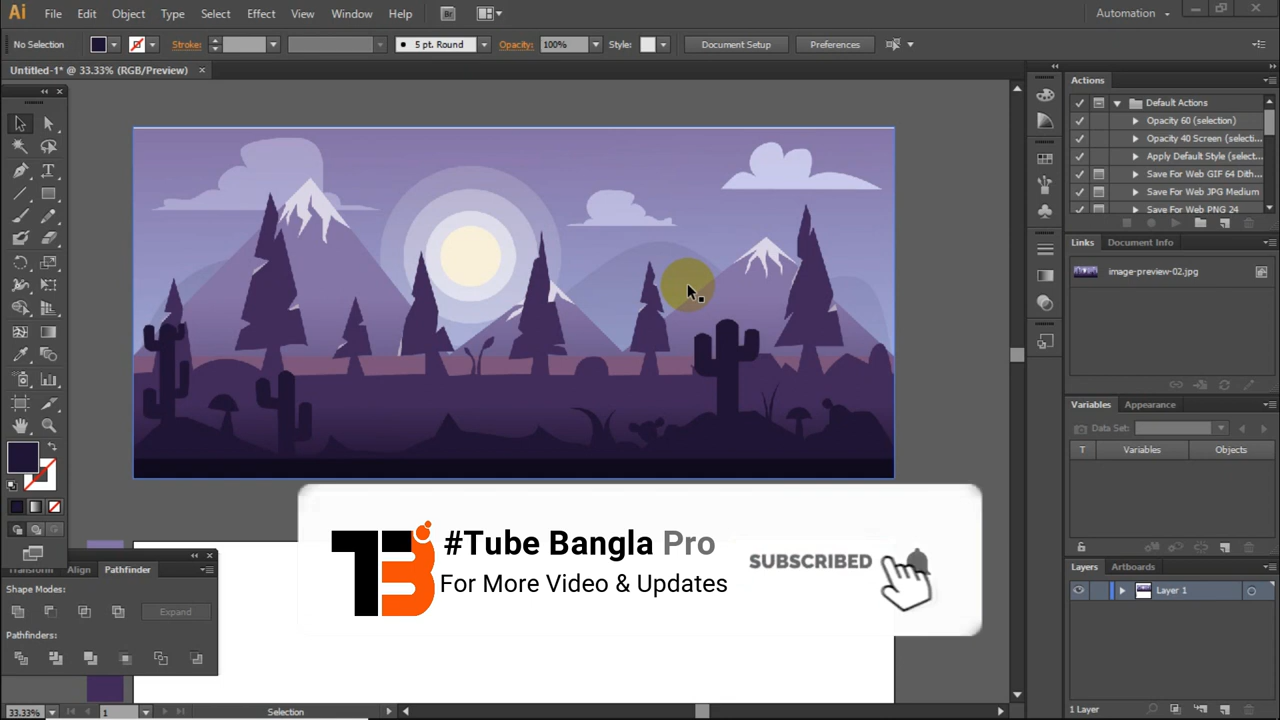 Ai File Edit Object Type Select Effect View Window Help Br Automation
No Selection Stroke: 5 pt. Round Opacity: 100% Style: Document Setup Preferences
Untitled-1* @ 33.33% (RGB/Preview)
Actions
Default Actions
Opacity 60 (selection)
Opacity 40 Screen (selecti...
Apply Default Style (select...
Save For Web GIF 64 Dith...
Save For Web JPG Medium
Save For Web PNG 24
Links Document Info
image-preview-02.jpg
Variables Appearance
Data Set:
T Variables Objects
TB #Tube Bangla Pro
For More Video & Updates
SUBSCRIBED
Transform Align Pathfinder
Shape Modes:
Expand
Pathfinders:
Layers Artboards
Layer 1
1 Layer
33.33% 1 Selection